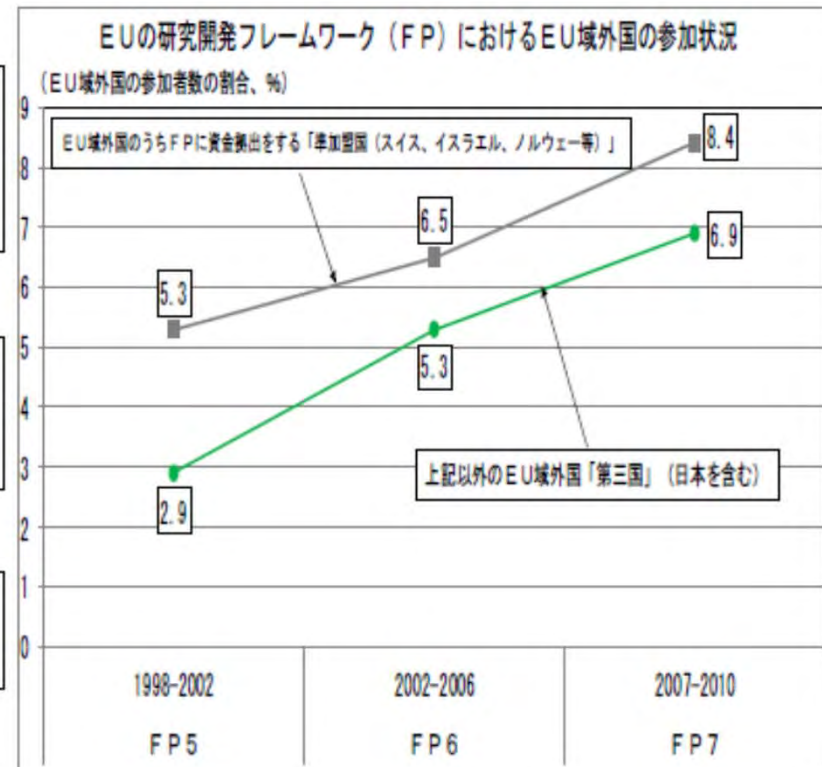 EUの研究開発フレームワーク(FP)におけるEU域外国の参加状況
(EU域外国の参加者数の割合、%)
9
EU域外国のうちFPに資金拠出をする「準加盟国(スイス、イスラエル、ノルウェー等)」
8.4
8
7
6.5
6.9
6
5.3
5
5.3
4
3
上記以外のEU域外国「第三国」(日本を含む)
2.9
2
1
0
1998-2002
2002-2006
2007-2010
FP5
FP6
FP7